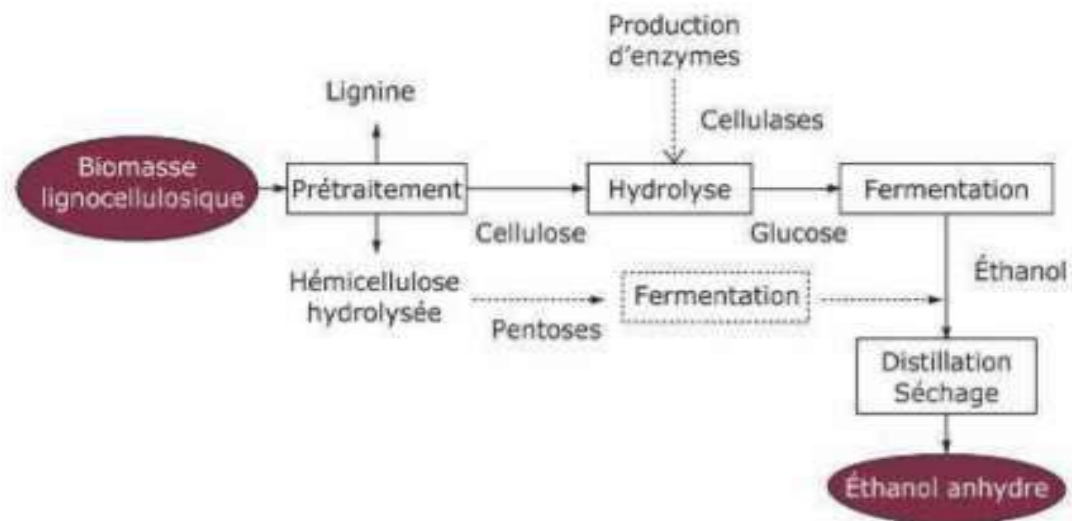 Production
d'enzymes
Lignine
Cellulases
Biomasse
lignocellulosique
Prétraitement
Hydrolyse
Fermentation
Cellulose
Glucose
Éthanol
Hémicellulose
hydrolysée
Fermentation
Pentoses
Distillation
Séchage
Éthanol anhydre